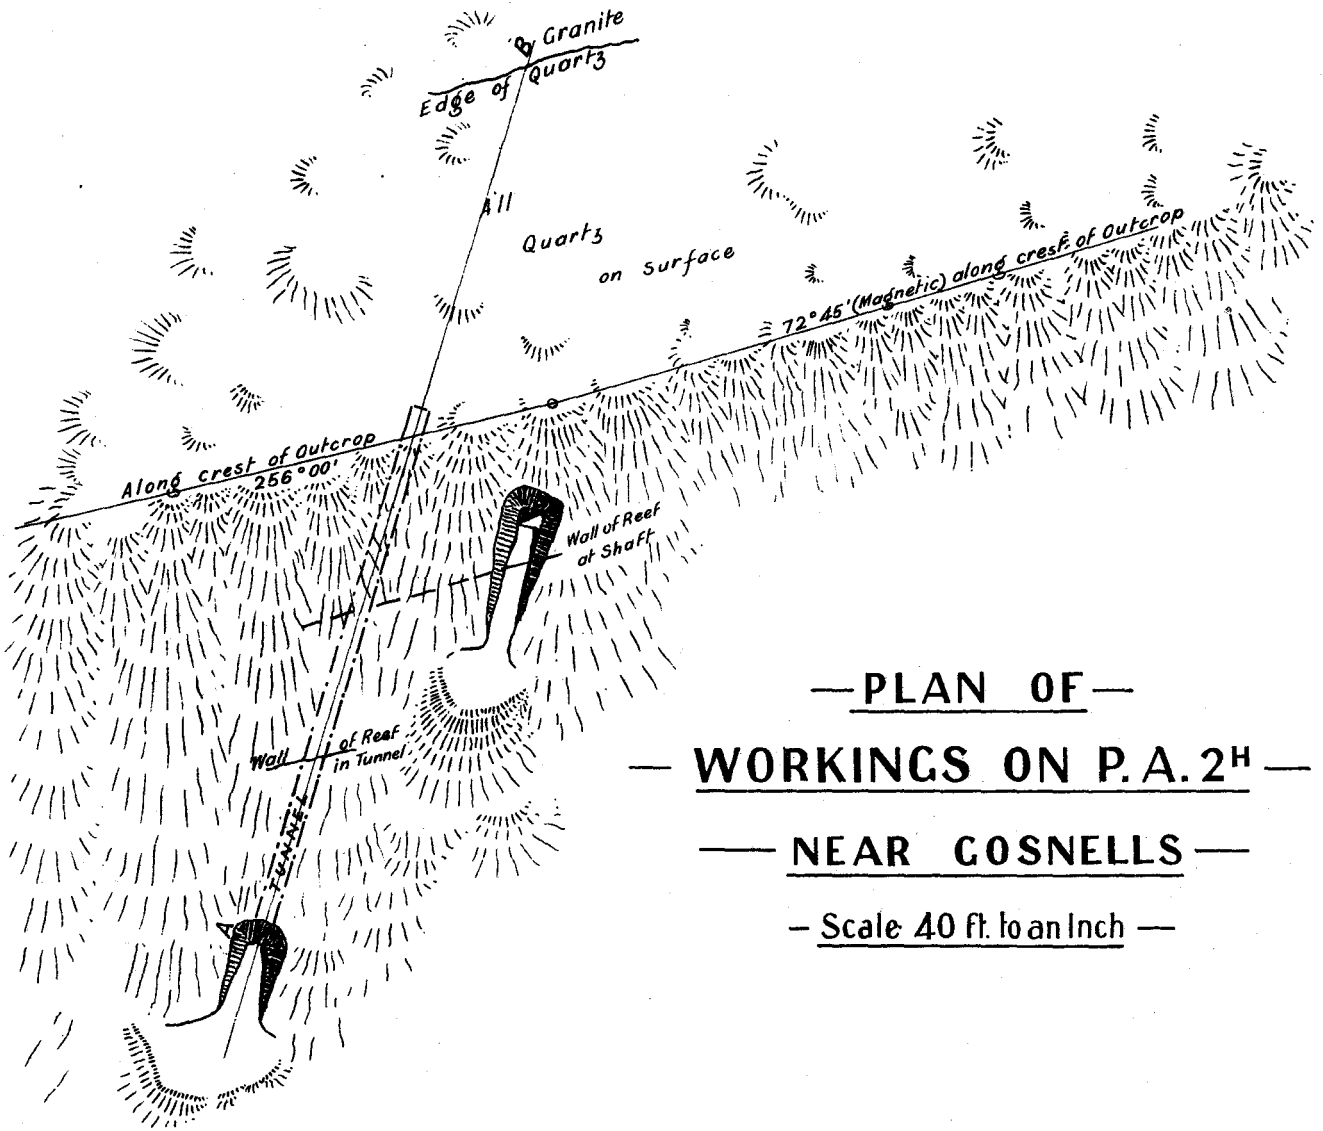 B Granite
Edge of Quartz
All
Quartz
on Surface
72°45' (Magnetic) along crest of Outcrop
Along crest of Outcrop
256°00'
Wall of Reef
at Shaft
Wall of Reef
in Tunnel
TUNNEL
A
— PLAN OF —
— WORKINGS ON P.A. 2H —
— NEAR GOSNELLS —
— Scale 40 ft. to an Inch —